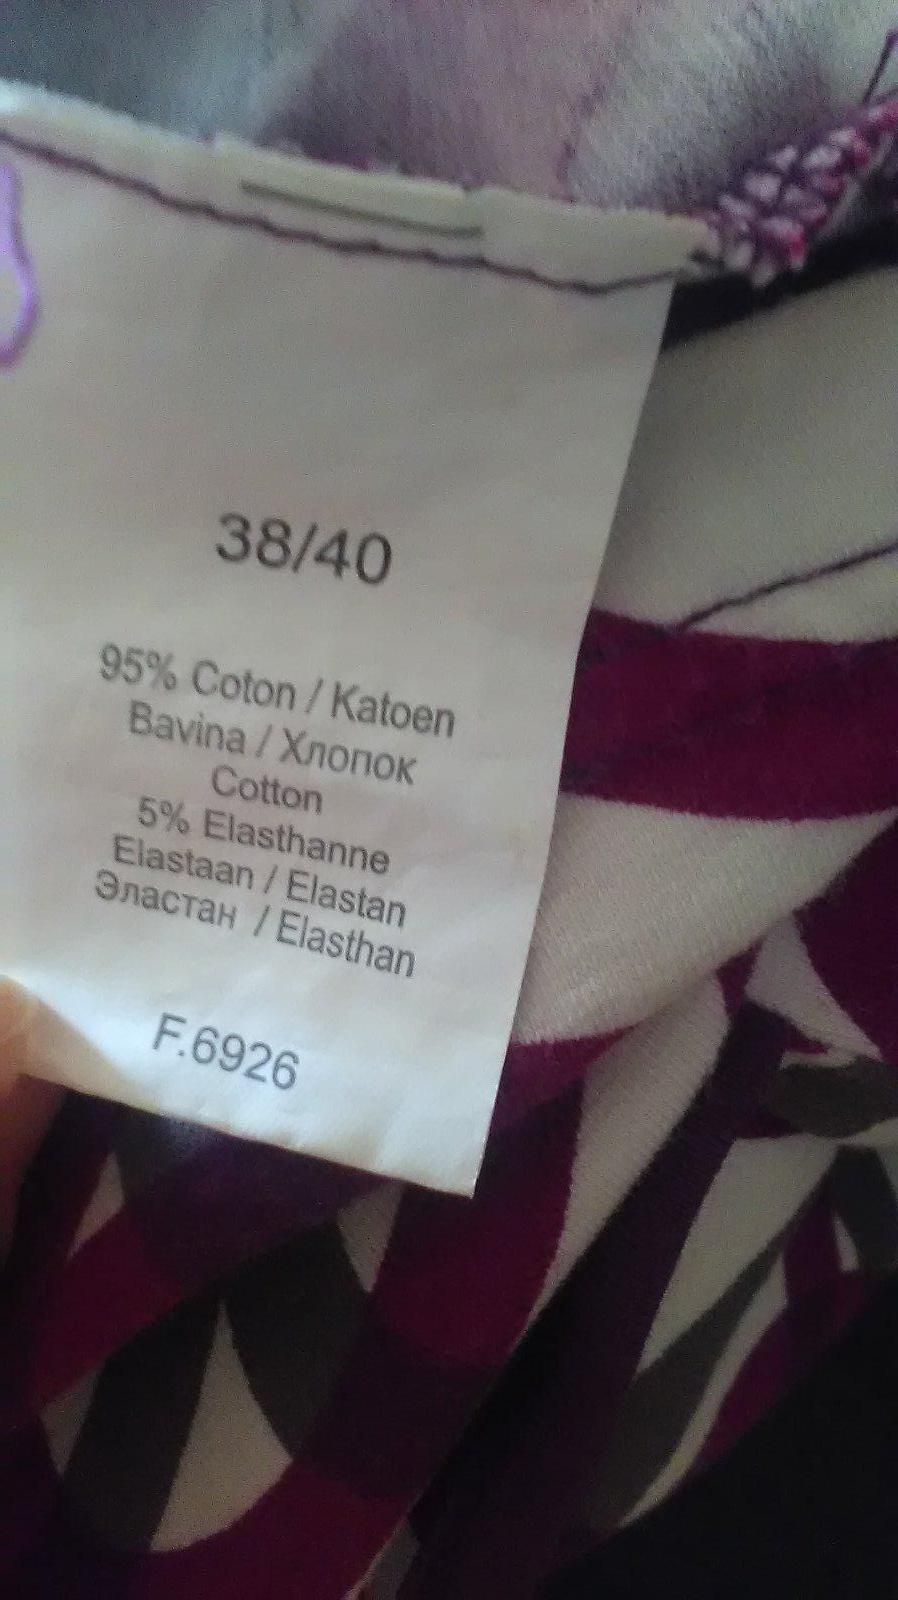 38/40
95% Coton / Katoen
Bavina / Хлопок
Cotton
5% Elasthanne
Elastaan / Elastan
Эластан / Elasthan
F.6926